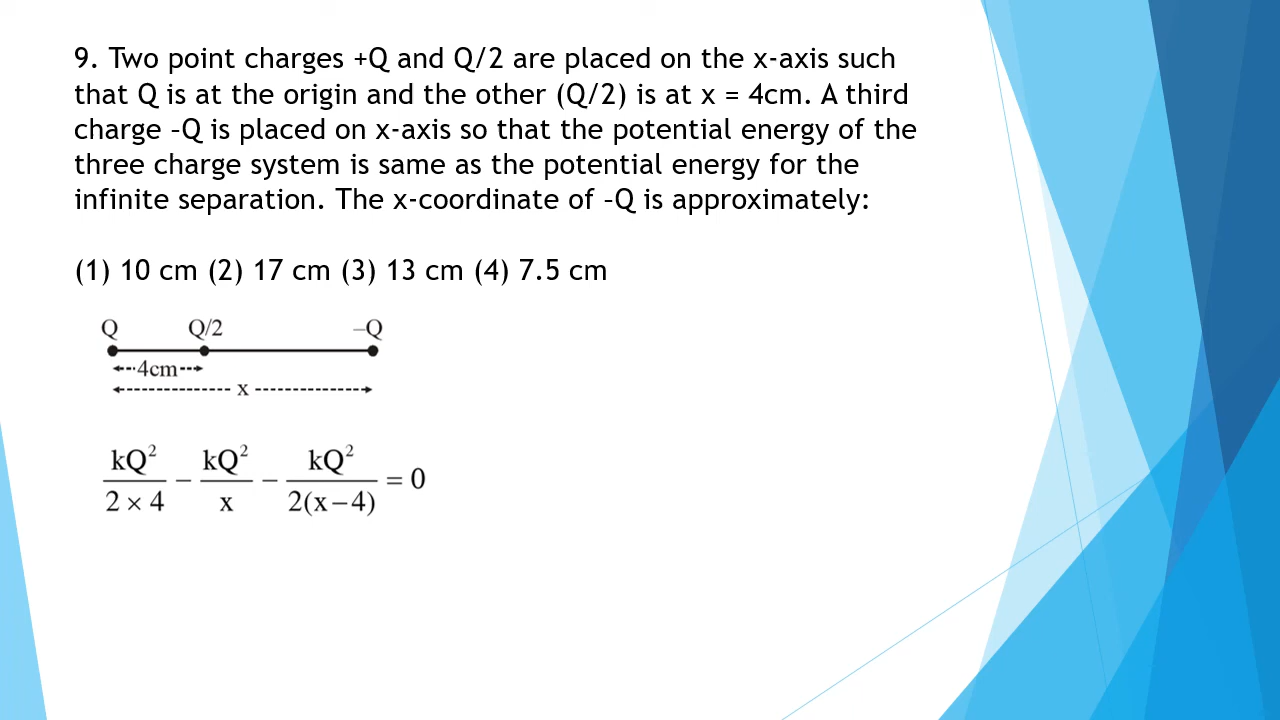 9. Two point charges +Q and Q/2 are placed on the x-axis such
that Q is at the origin and the other (Q/2) is at x = 4cm. A third
charge –Q is placed on x-axis so that the potential energy of the
three charge system is same as the potential energy for the
infinite separation. The x-coordinate of –Q is approximately:
(1) 10 cm (2) 17 cm (3) 13 cm (4) 7.5 cm
Q Q/2 –Q
4cm
x
kQ²/(2 × 4) − kQ²/x − kQ²/(2(x−4)) = 0